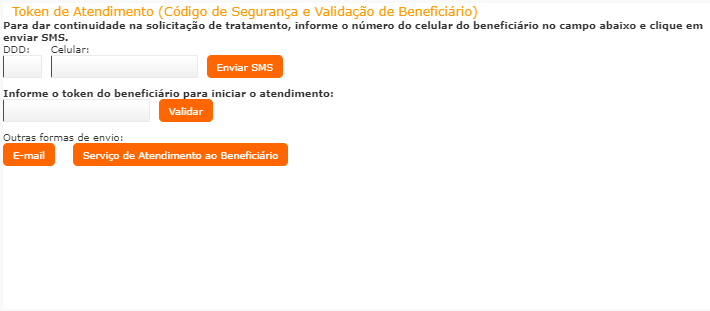 Token de Atendimento (Código de Segurança e Validação de Beneficiário)
Para dar continuidade na solicitação de tratamento, informe o número do celular do beneficiário no campo abaixo e clique em
enviar SMS.
DDD: Celular:
Enviar SMS
Informe o token do beneficiário para iniciar o atendimento:
Validar
Outras formas de envio:
E-mail Serviço de Atendimento ao Beneficiário